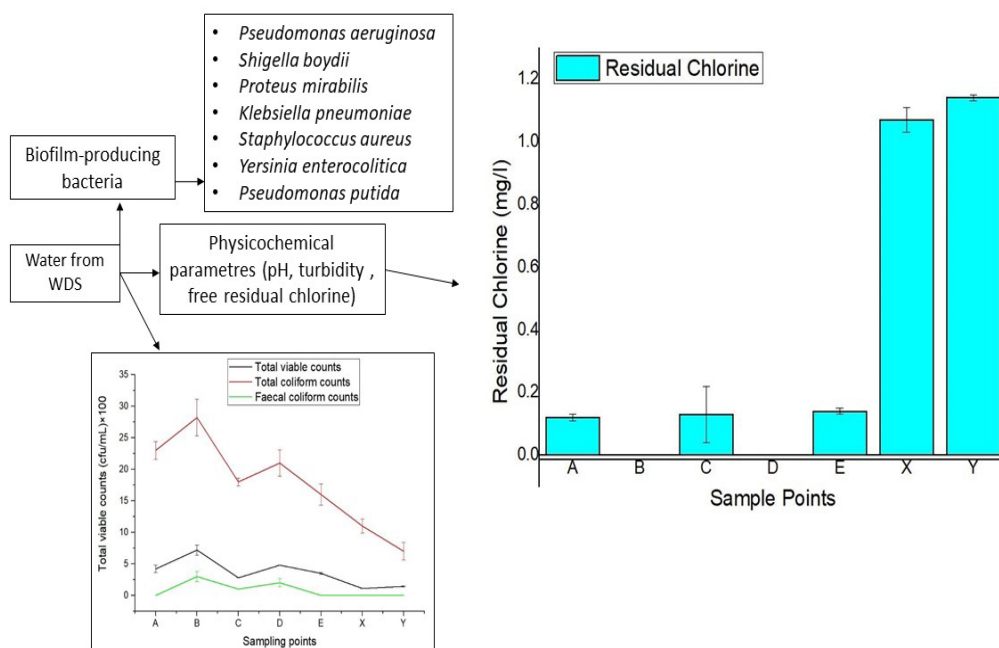 • Pseudomonas aeruginosa
• Shigella boydii
• Proteus mirabilis
• Klebsiella pneumoniae
• Staphylococcus aureus
• Yersinia enterocolitica
• Pseudomonas putida
Biofilm-producing
bacteria
Water from
WDS
Physicochemical
parametres (pH, turbidity ,
free residual chlorine)
Total viable counts
Total coliform counts
Faecal coliform counts
Total viable counts (cfu/mL)×100
35
30
25
20
15
10
5
0
A B C D E X Y
Sampling points
Residual Chlorine
Residual Chlorine (mg/l)
1.2
1.0
0.8
0.6
0.4
0.2
0.0
A B C D E X Y
Sample Points